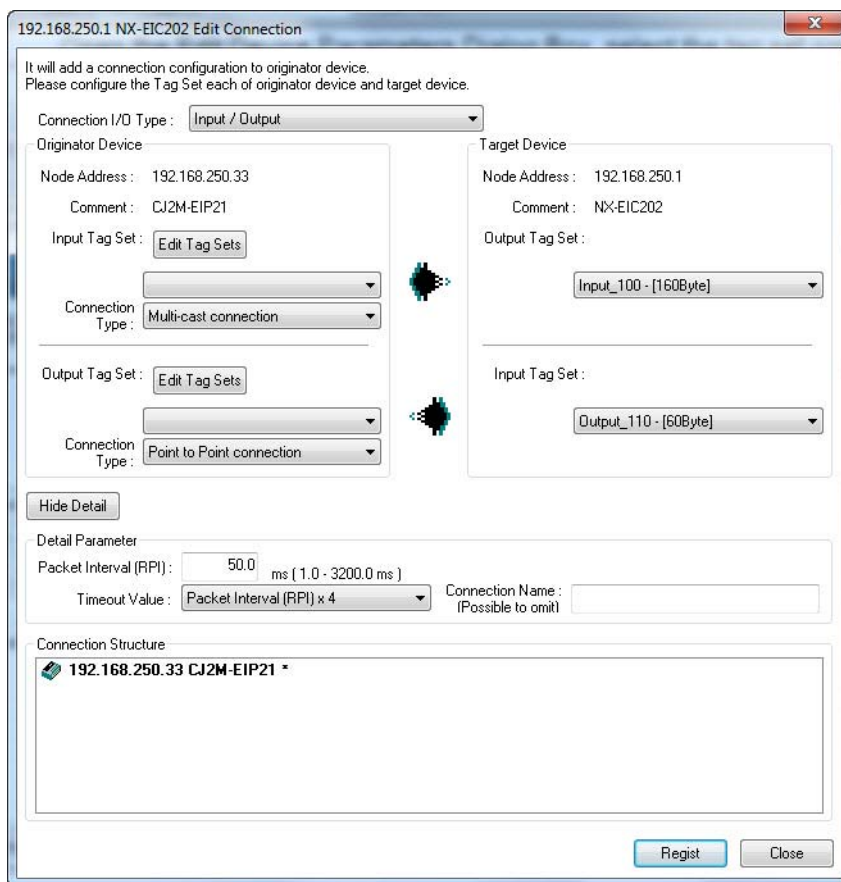 192.168.250.1 NX-EIC202 Edit Connection
It will add a connection configuration to originator device.
Please configure the Tag Set each of originator device and target device.
Connection I/O Type : Input / Output
Originator Device
Node Address : 192.168.250.33
Comment : CJ2M-EIP21
Input Tag Set : Edit Tag Sets
Connection Type : Multi-cast connection
Output Tag Set : Edit Tag Sets
Connection Type : Point to Point connection
Target Device
Node Address : 192.168.250.1
Comment : NX-EIC202
Output Tag Set :
Input_100 - [160Byte]
Input Tag Set :
Output_110 - [60Byte]
Hide Detail
Detail Parameter
Packet Interval (RPI) : 50.0 ms ( 1.0 - 3200.0 ms )
Timeout Value : Packet Interval (RPI) x 4
Connection Name :
(Possible to omit)
Connection Structure
192.168.250.33 CJ2M-EIP21 *
Regist Close